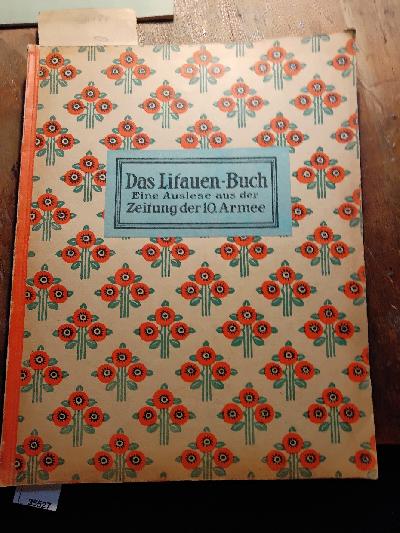 Das Litauen-Buch
Eine Auslese aus der
Zeitung der 10. Armee